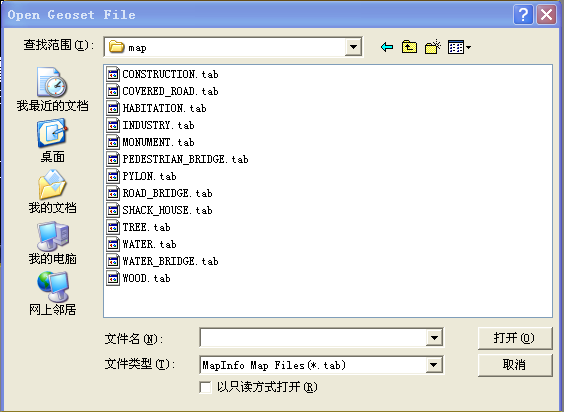 Open Geoset File
查找范围(I):
map
CONSTRUCTION.tab
COVERED_ROAD.tab
HABITATION.tab
INDUSTRY.tab
MONUMENT.tab
PEDESTRIAN_BRIDGE.tab
PYLON.tab
ROAD_BRIDGE.tab
SHACK_HOUSE.tab
TREE.tab
WATER.tab
WATER_BRIDGE.tab
WOOD.tab
我最近的文档
桌面
我的文档
我的电脑
网上邻居
文件名(N):
打开(O)
文件类型(T):
MapInfo Map Files(*.tab)
取消
以只读方式打开(R)